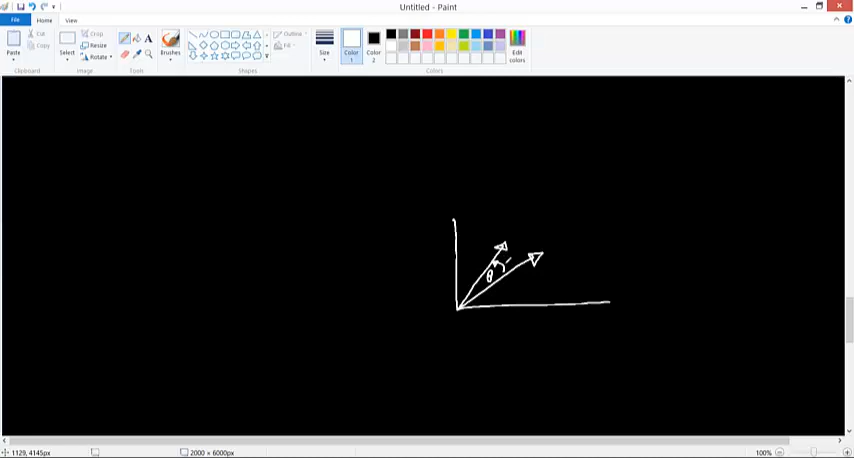 Untitled - Paint
File Home View
Paste
Cut
Copy
Clipboard
Select
Crop
Resize
Rotate
Image
Tools
Brushes
Shapes
Outline
Fill
Size
Color 1
Color 2
Edit colors
Colors
θ
1129, 4145px
2000 × 6000px
100%